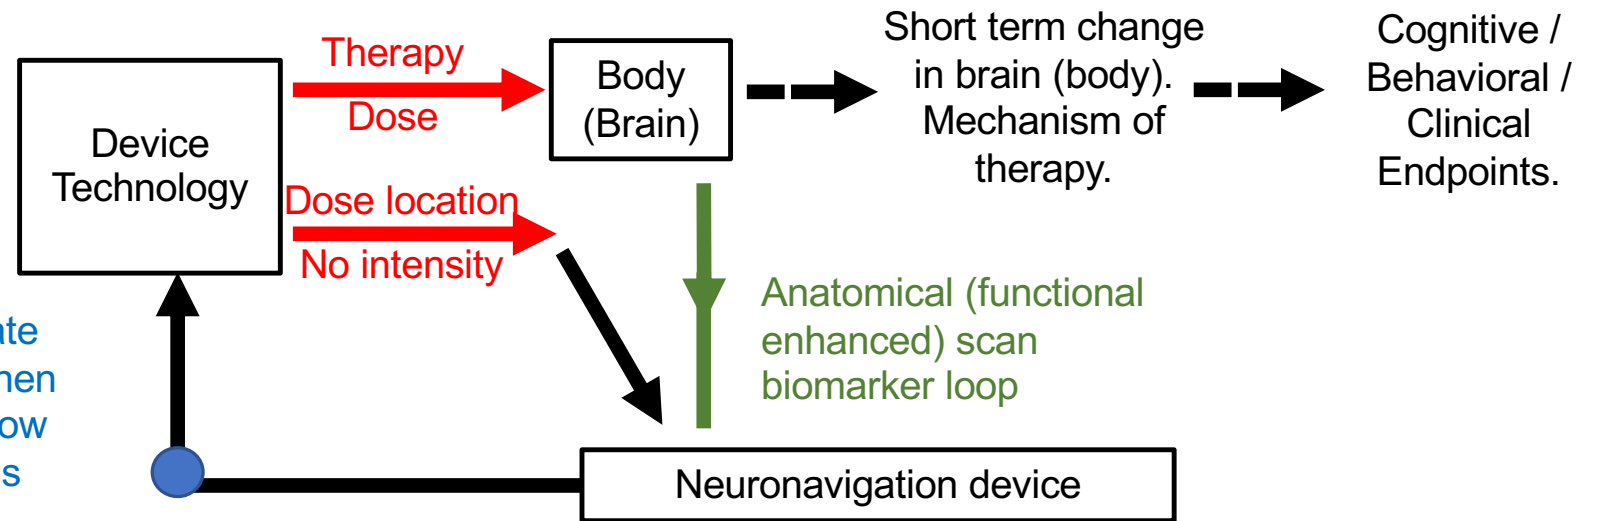 Therapy
Dose
Device
Technology
Dose location
No intensity
Body
(Brain)
Short term change
in brain (body).
Mechanism of
therapy.
Cognitive /
Behavioral /
Clinical
Endpoints.
Anatomical (functional
enhanced) scan
biomarker loop
Neuronavigation device